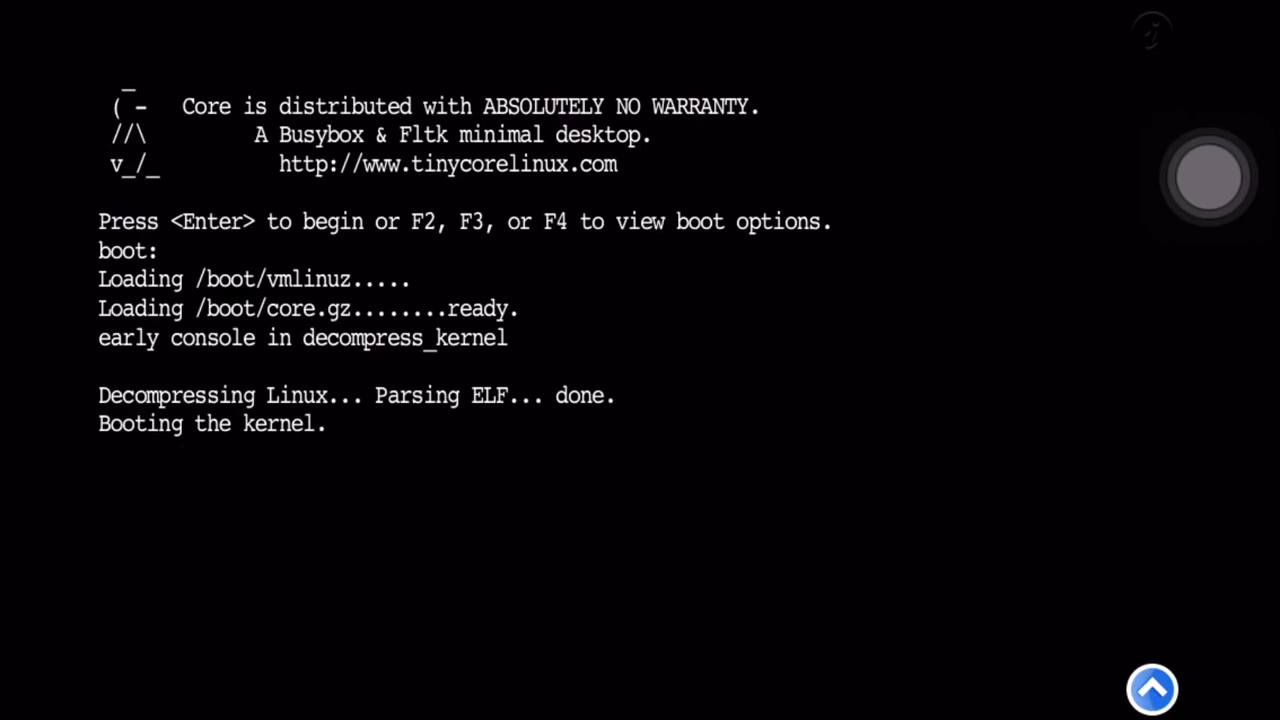 _
( -   Core is distributed with ABSOLUTELY NO WARRANTY.
//\         A Busybox & Fltk minimal desktop.
v_/_          http://www.tinycorelinux.com
Press <Enter> to begin or F2, F3, or F4 to view boot options.
boot:
Loading /boot/vmlinuz.....
Loading /boot/core.gz........ready.
early console in decompress_kernel
Decompressing Linux... Parsing ELF... done.
Booting the kernel.